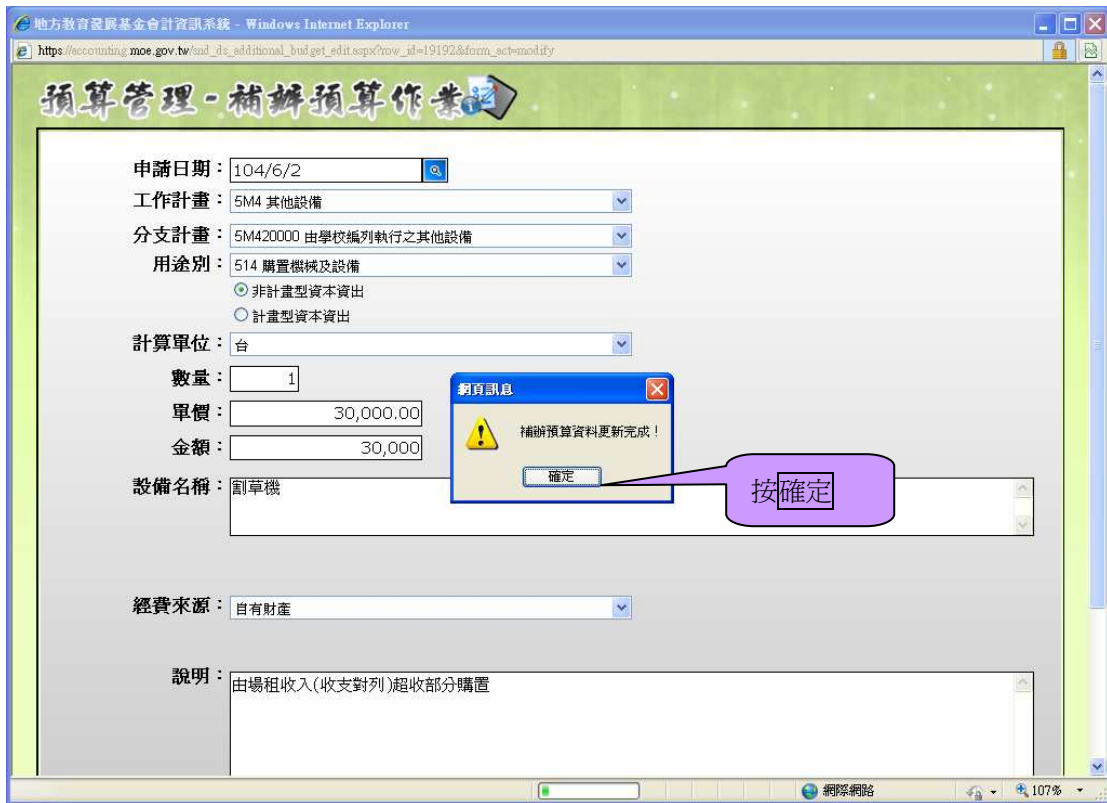 地方教育發展基金會計資訊系統 - Windows Internet Explorer
https://accounting.moe.gov.tw/snd_ds_additional_budget_edit.aspx?row_id=19192&form_act=modify
預算管理-補辦預算作業
申請日期：104/6/2
工作計畫：5M4 其他設備
分支計畫：5M420000 由學校編列執行之其他設備
用途別：514 購置機械及設備
非計畫型資本資出
計畫型資本資出
計算單位：台
數量：1
單價：30,000.00
金額：30,000
網頁訊息
補辦預算資料更新完成！
確定
按確定
設備名稱：割草機
經費來源：自有財產
說明：由場租收入(收支對列)超收部分購置
網際網路
107%